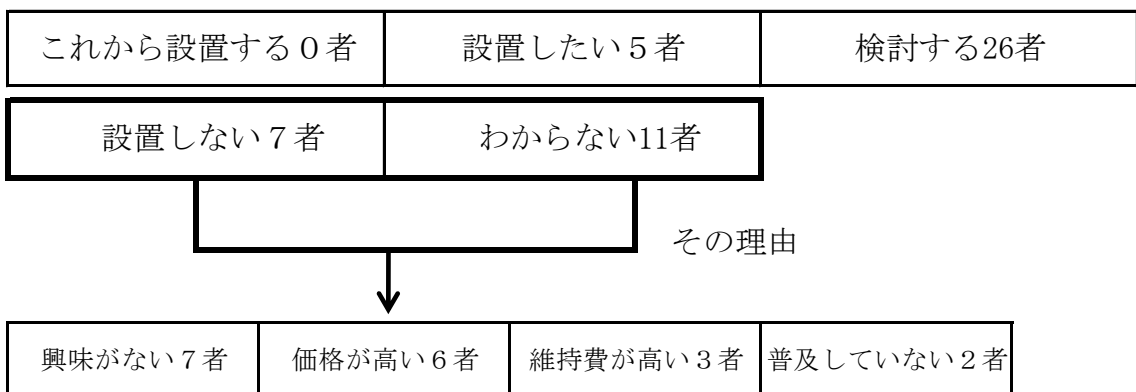 これから設置する０者 設置したい５者 検討する26者
設置しない７者 わからない11者
その理由
興味がない７者 価格が高い６者 維持費が高い３者 普及していない２者